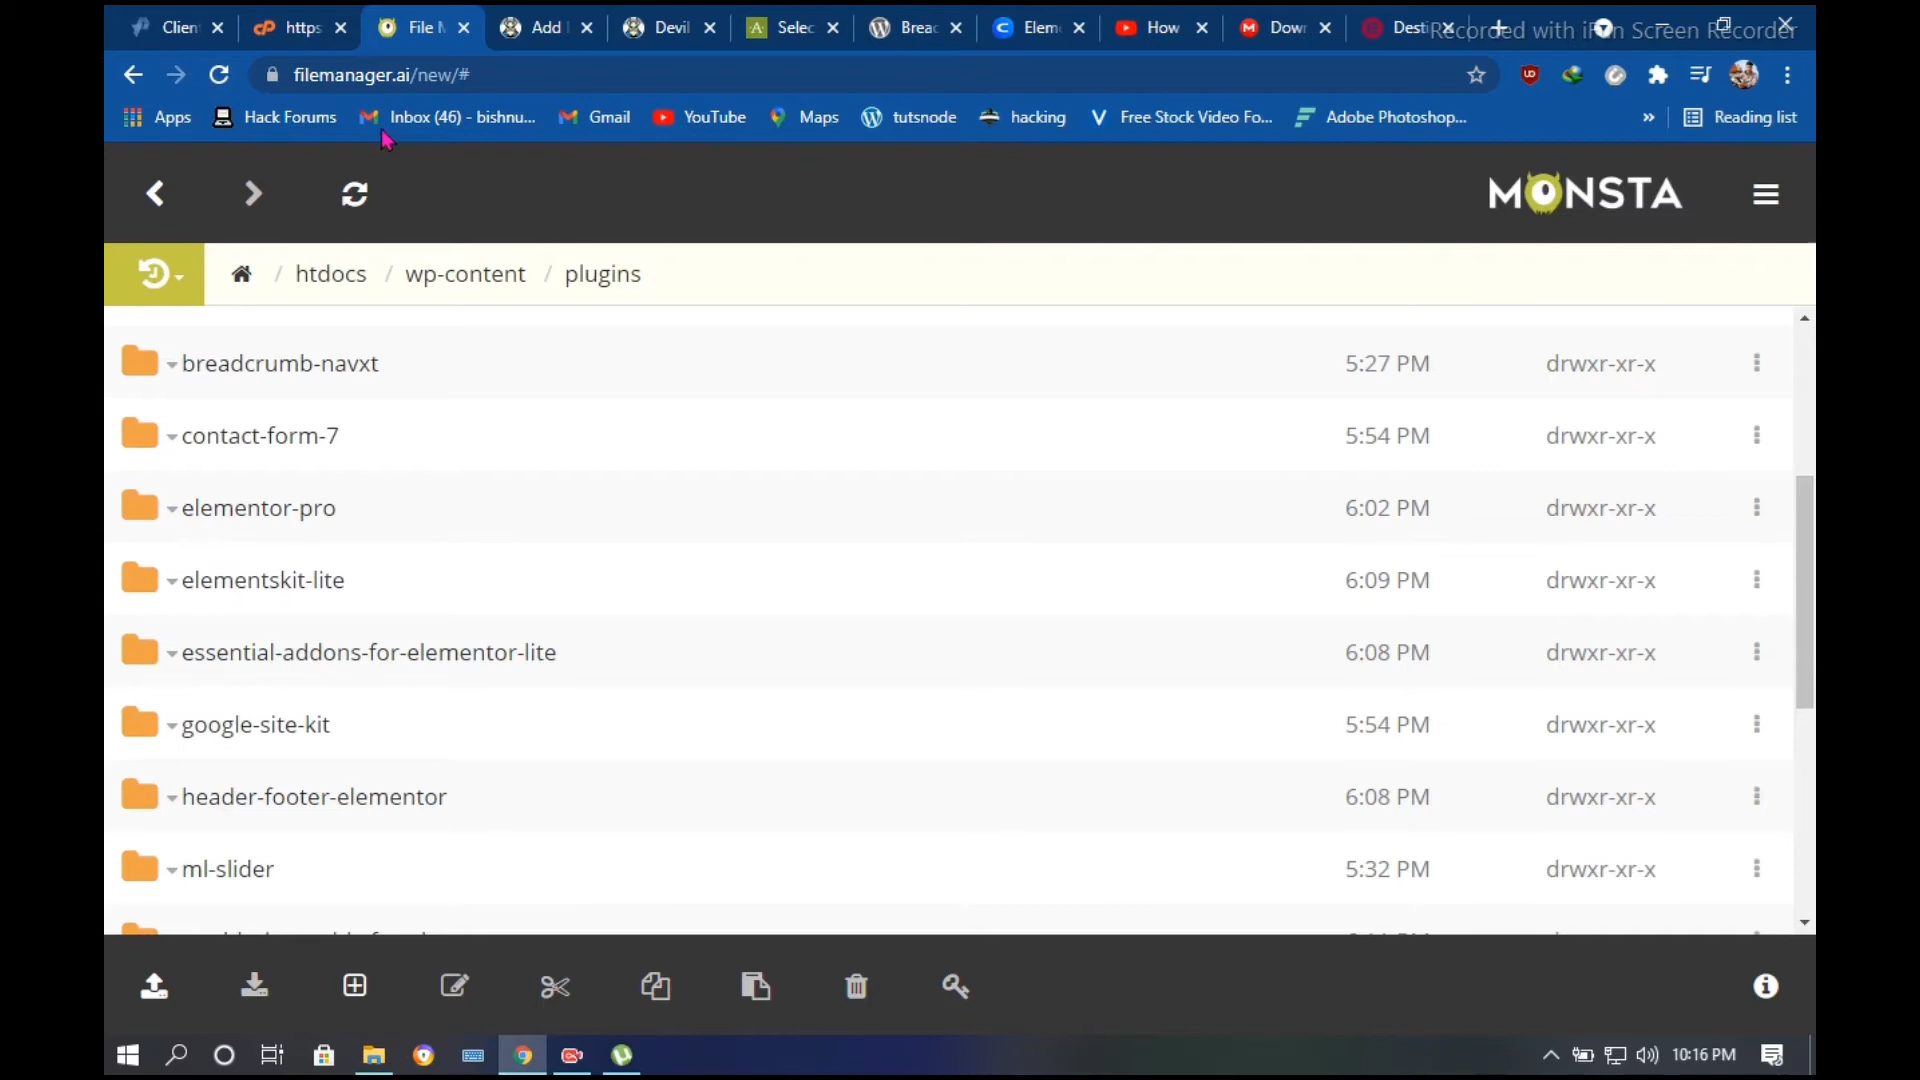 Client
https
File M
Add
Devil
Selec
Breac
Elem
How
Down
Desti
Recorded with iFun Screen Recorder
filemanager.ai/new/#
Apps
Hack Forums
Inbox (46) - bishnu...
Gmail
YouTube
Maps
tutsnode
hacking
Free Stock Video Fo...
Adobe Photoshop...
»
Reading list
MONSTA
/ htdocs / wp-content / plugins
breadcrumb-navxt 5:27 PM drwxr-xr-x
contact-form-7 5:54 PM drwxr-xr-x
elementor-pro 6:02 PM drwxr-xr-x
elementskit-lite 6:09 PM drwxr-xr-x
essential-addons-for-elementor-lite 6:08 PM drwxr-xr-x
google-site-kit 5:54 PM drwxr-xr-x
header-footer-elementor 6:08 PM drwxr-xr-x
ml-slider 5:32 PM drwxr-xr-x
10:16 PM